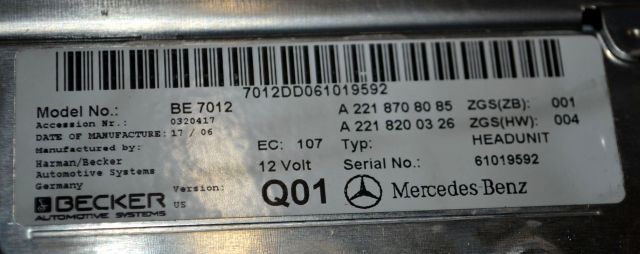 7012DD061019592
Model No.: BE 7012 A 221 870 80 85 ZGS(ZB): 001
Accession Nr.: 0320417 A 221 820 03 26 ZGS(HW): 004
DATE OF MANUFACTURE: 17 / 06
Manufactured by: EC: 107 Typ: HEADUNIT
Harman/Becker
Automotive Systems 12 Volt Serial No.: 61019592
Germany
Version: Q01 Mercedes-Benz
US
BECKER
AUTOMOTIVE SYSTEMS